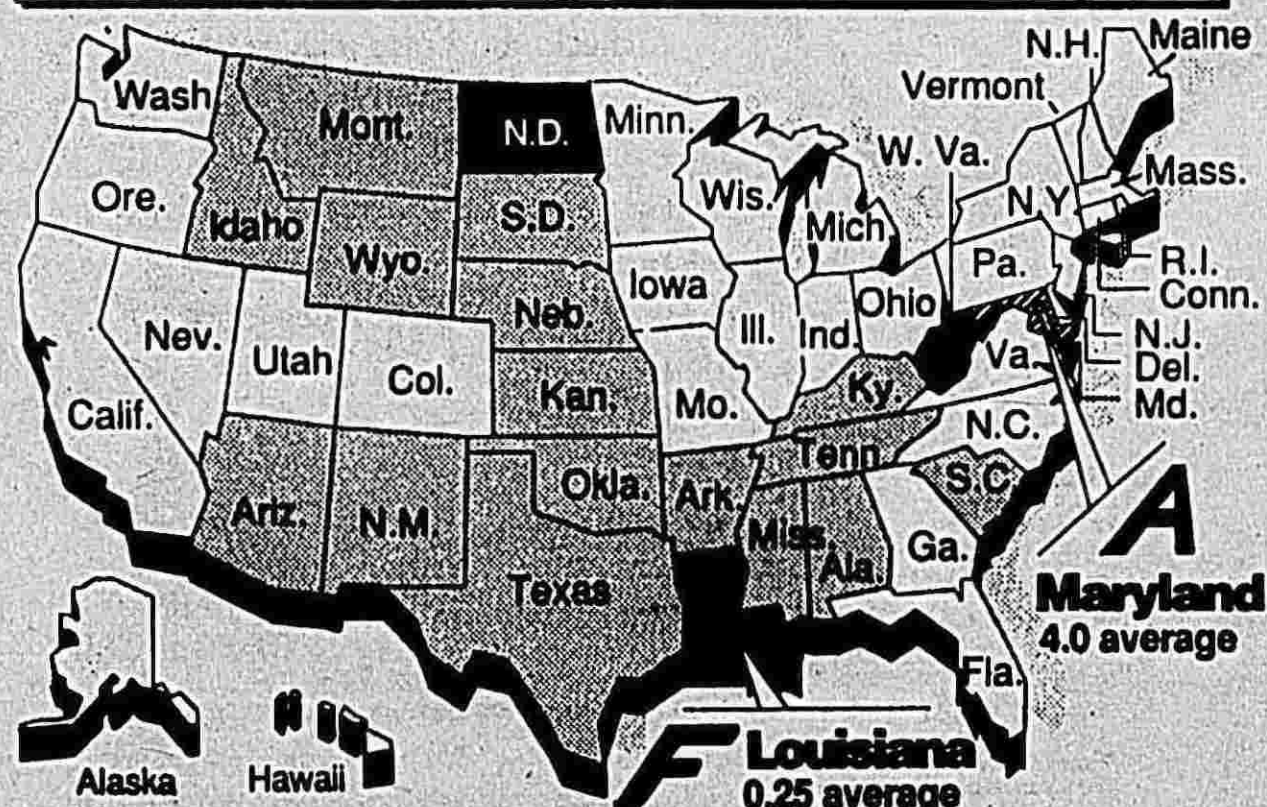 N.H. Maine
Vermont
Wash
Mont.
N.D.
Minn.
W. Va.
Mass.
Ore.
Idaho
S.D.
Wis.
Mich
N Y
Wyo.
Pa.
R.I.
Conn.
Iowa
Neb.
Ohio
Nev.
Utah
Col.
Ill.
Ind.
Va.
N.J.
Del.
Md.
Calif.
Kan.
Mo.
Ky.
N.C.
Tenn.
Ariz.
N.M.
Okla.
Ark.
S.C
Miss.
Ala.
Ga.
A
Texas
Maryland
4.0 average
Fla.
F Louisiana
0.25 average
Alaska
Hawaii